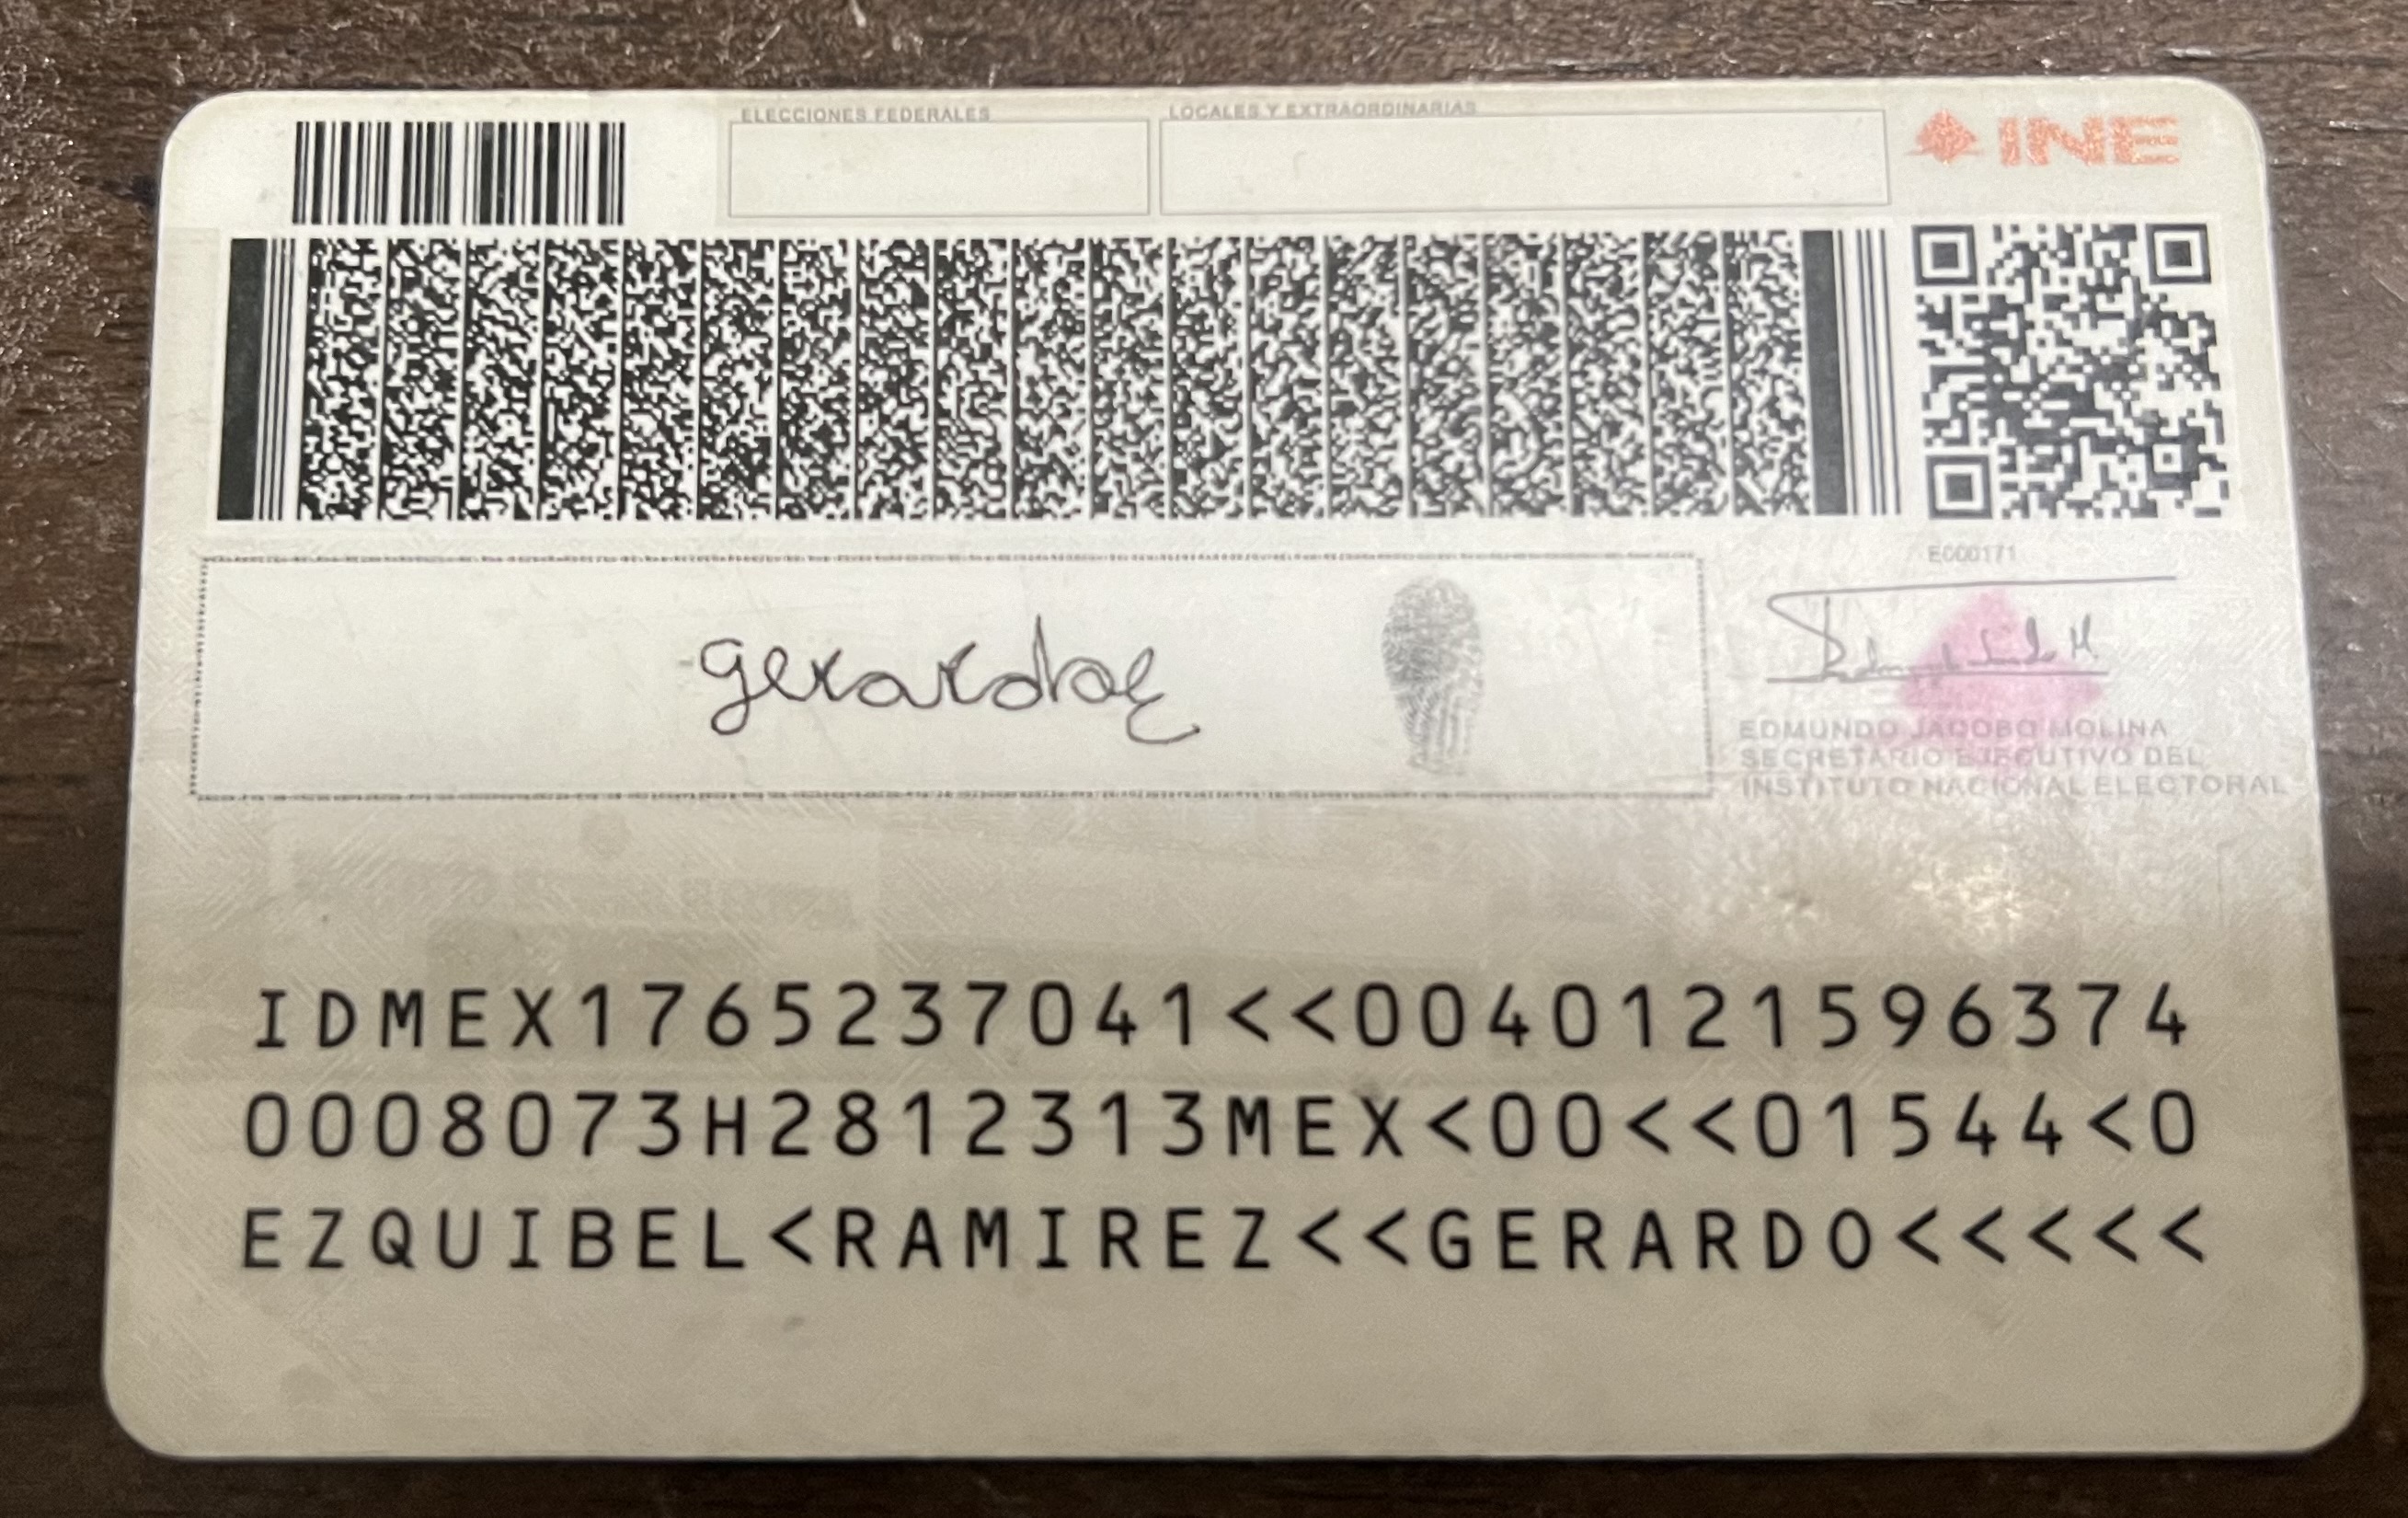 ELECCIONES FEDERALES
LOCALES Y EXTRAORDINARIAS
INE
E000171
gerardoe
EDMUNDO JACOBO MOLINA
SECRETARIO EJECUTIVO DEL
INSTITUTO NACIONAL ELECTORAL
IDMEX1765237041<<0040121596374
0008073H2812313MEX<00<<01544<0
EZQUIBEL<RAMIREZ<<GERARDO<<<<<